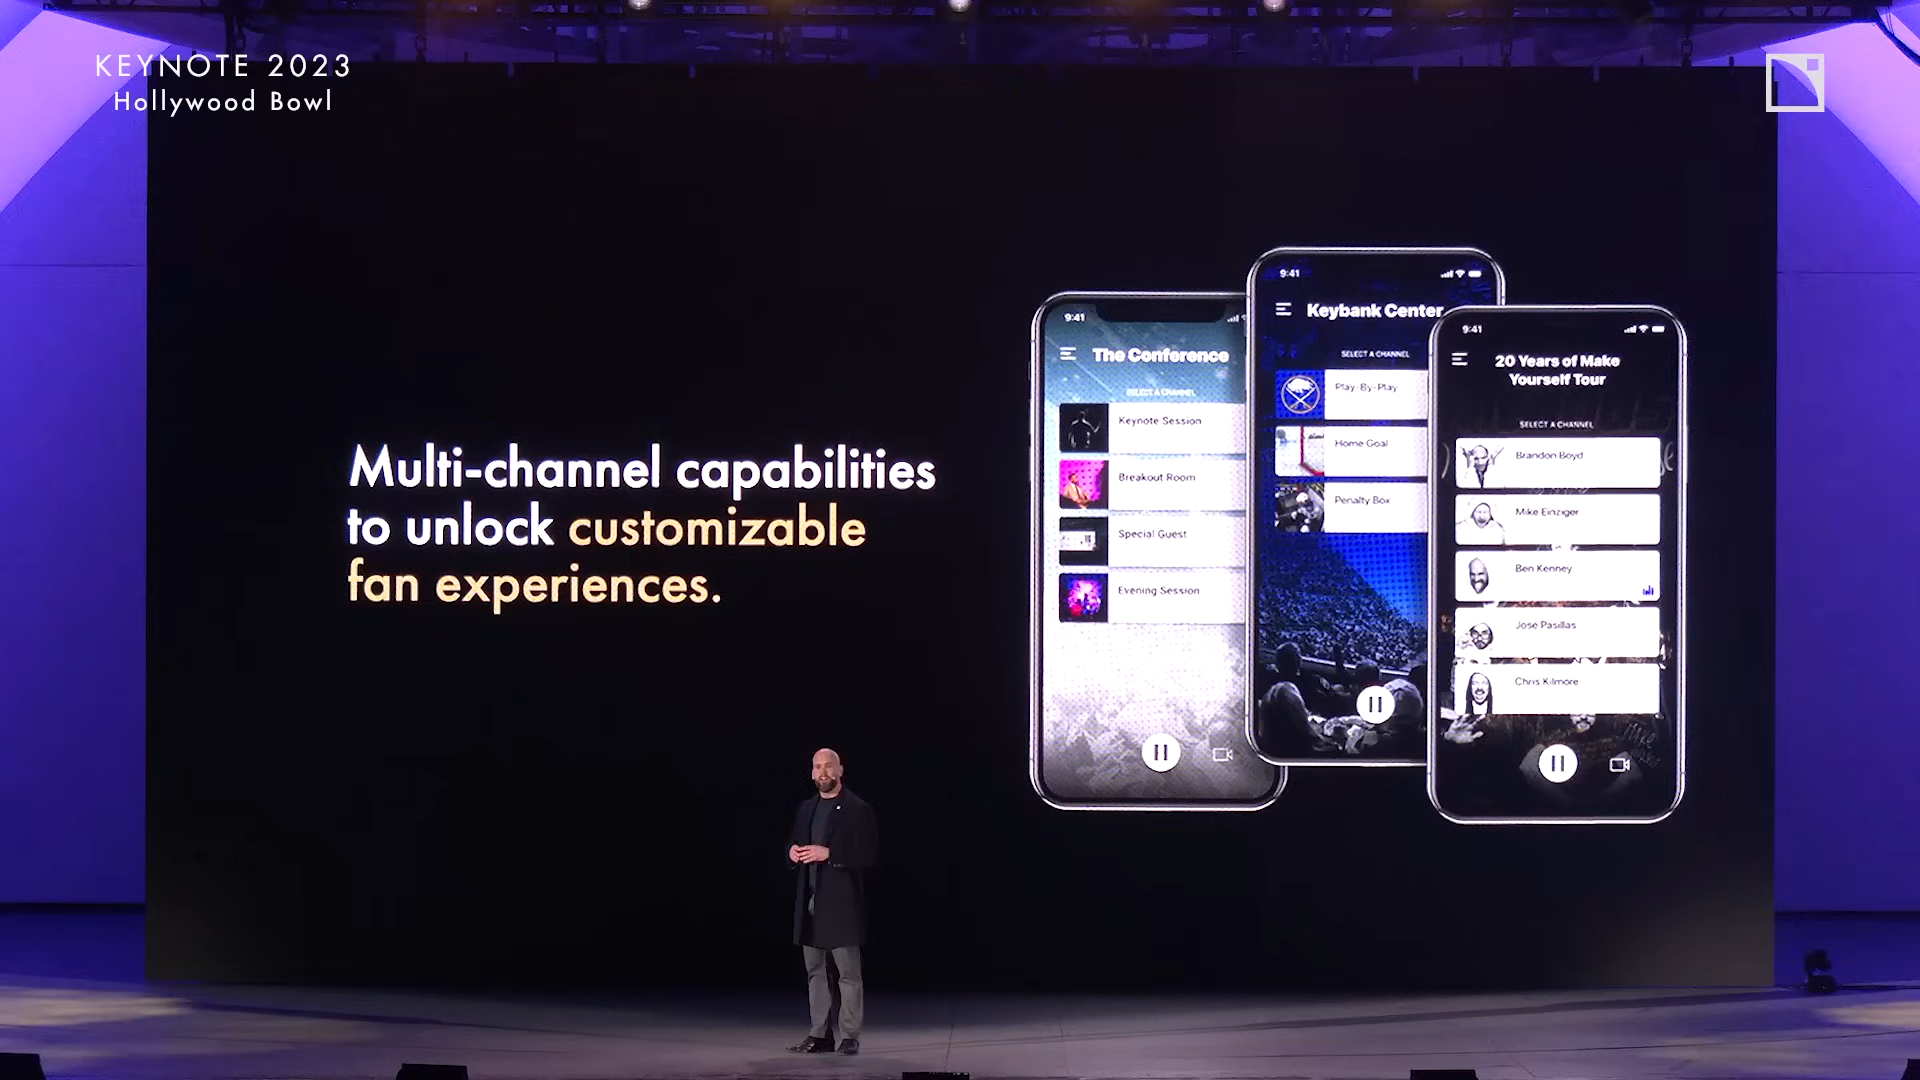 KEYNOTE 2023
Hollywood Bowl
Multi-channel capabilities
to unlock customizable
fan experiences.
9:41
The Conference
SELECT A CHANNEL
Keynote Session
Breakout Room
Special Guest
Evening Session
9:41
Keybank Center
SELECT A CHANNEL
Play-By-Play
Home Goal
Penalty Box
9:41
20 Years of Make
Yourself Tour
SELECT A CHANNEL
Brandon Boyd
Mike Einziger
Ben Kenney
Jose Pasillas
Chris Kilmore